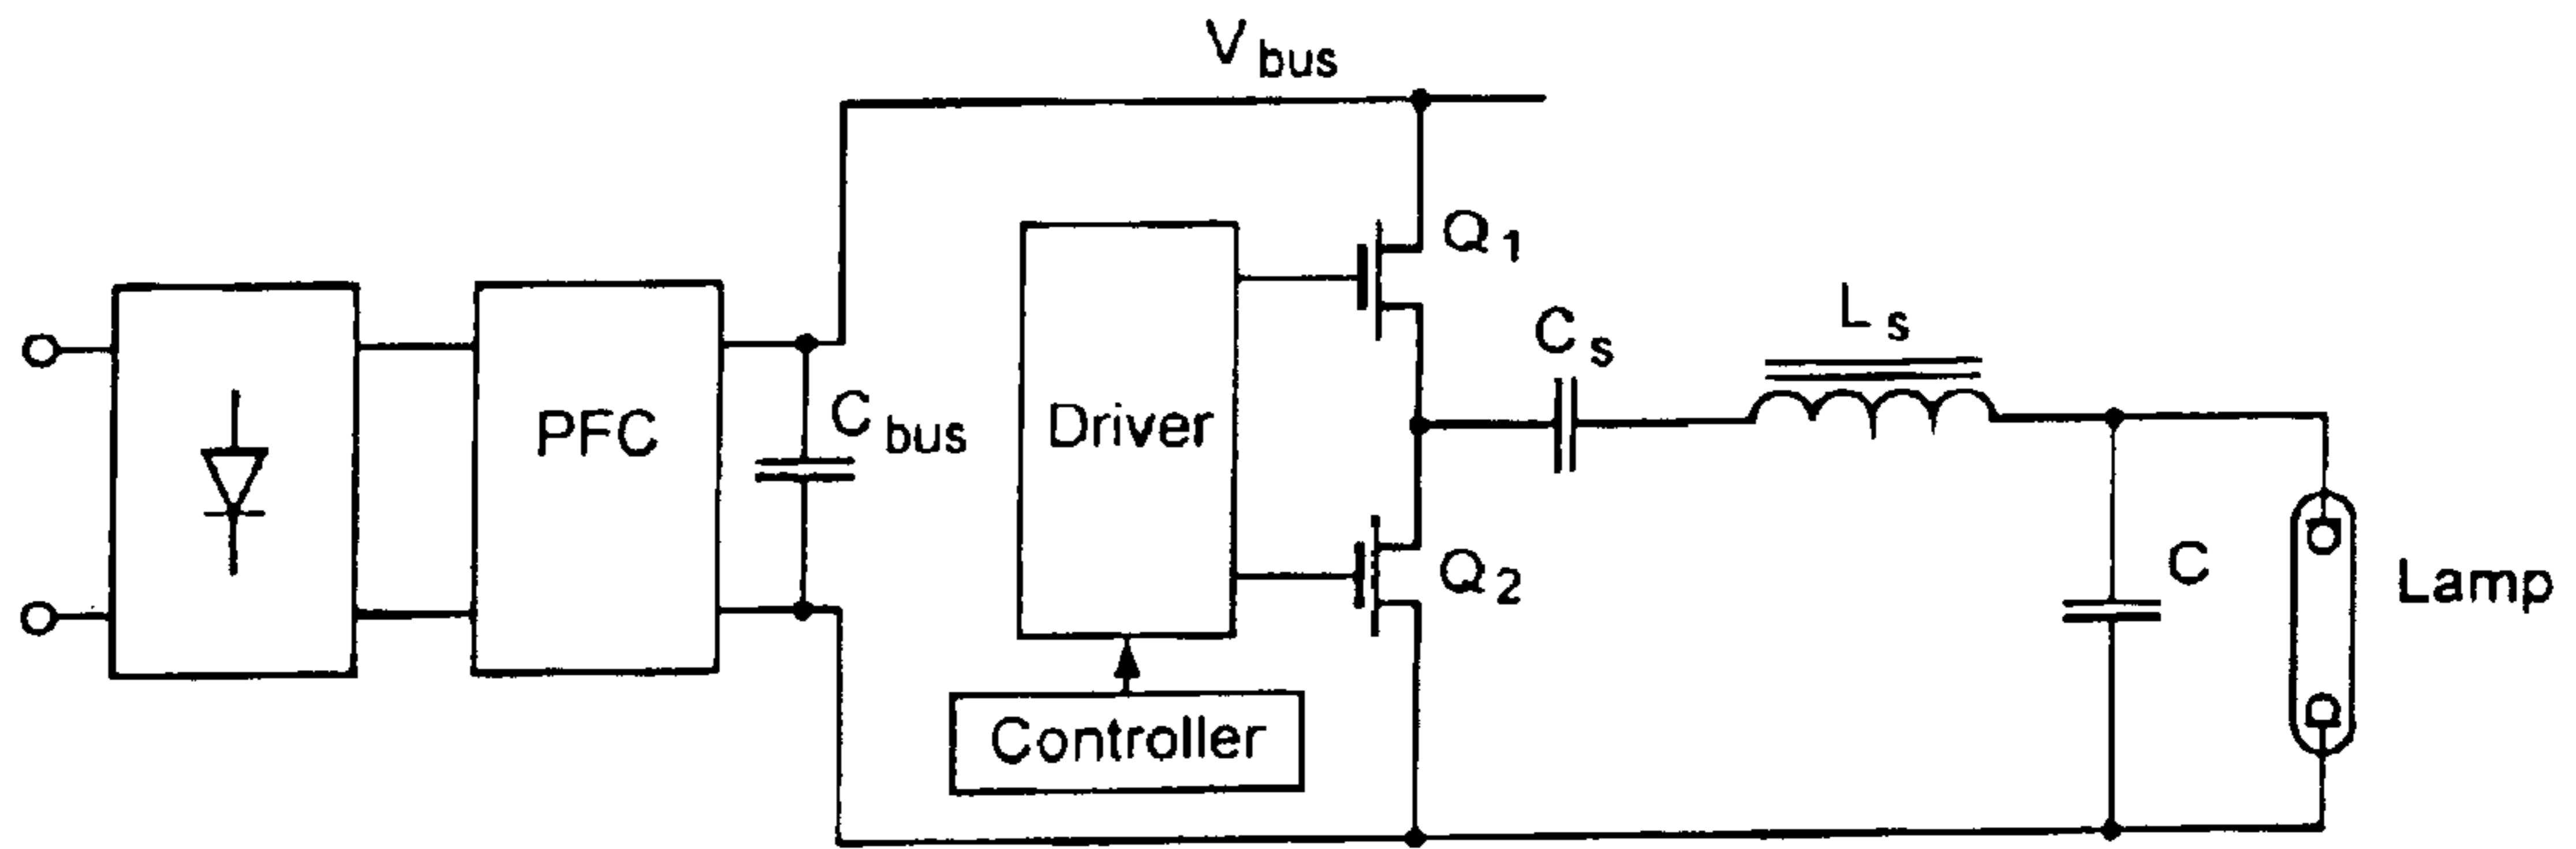 V bus
Q 1
C s
L s
PFC
C bus
Driver
Q 2
C
Lamp
Controller